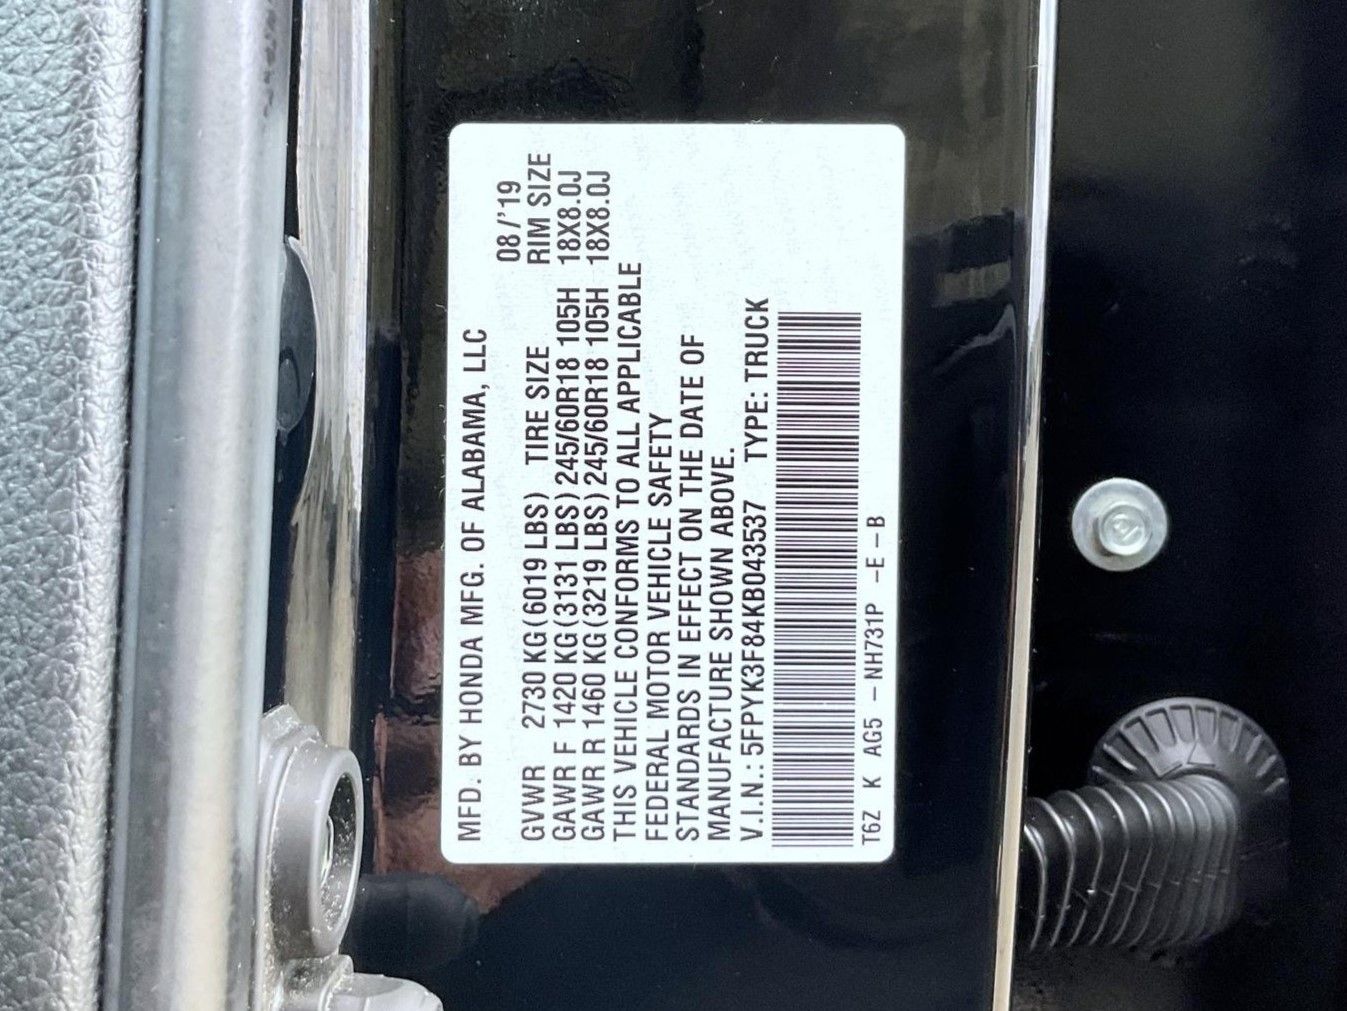 MFD. BY HONDA MFG. OF ALABAMA, LLC
08/'19
GVWR 2730 KG (6019 LBS) TIRE SIZE RIM SIZE
GAWR F 1420 KG (3131 LBS) 245/60R18 105H 18X8.0J
GAWR R 1460 KG (3219 LBS) 245/60R18 105H 18X8.0J
THIS VEHICLE CONFORMS TO ALL APPLICABLE
FEDERAL MOTOR VEHICLE SAFETY
STANDARDS IN EFFECT ON THE DATE OF
MANUFACTURE SHOWN ABOVE.
V.I.N.: 5FPYK3F84KB043537 TYPE: TRUCK
T6Z K AG5 -NH731P -E -B